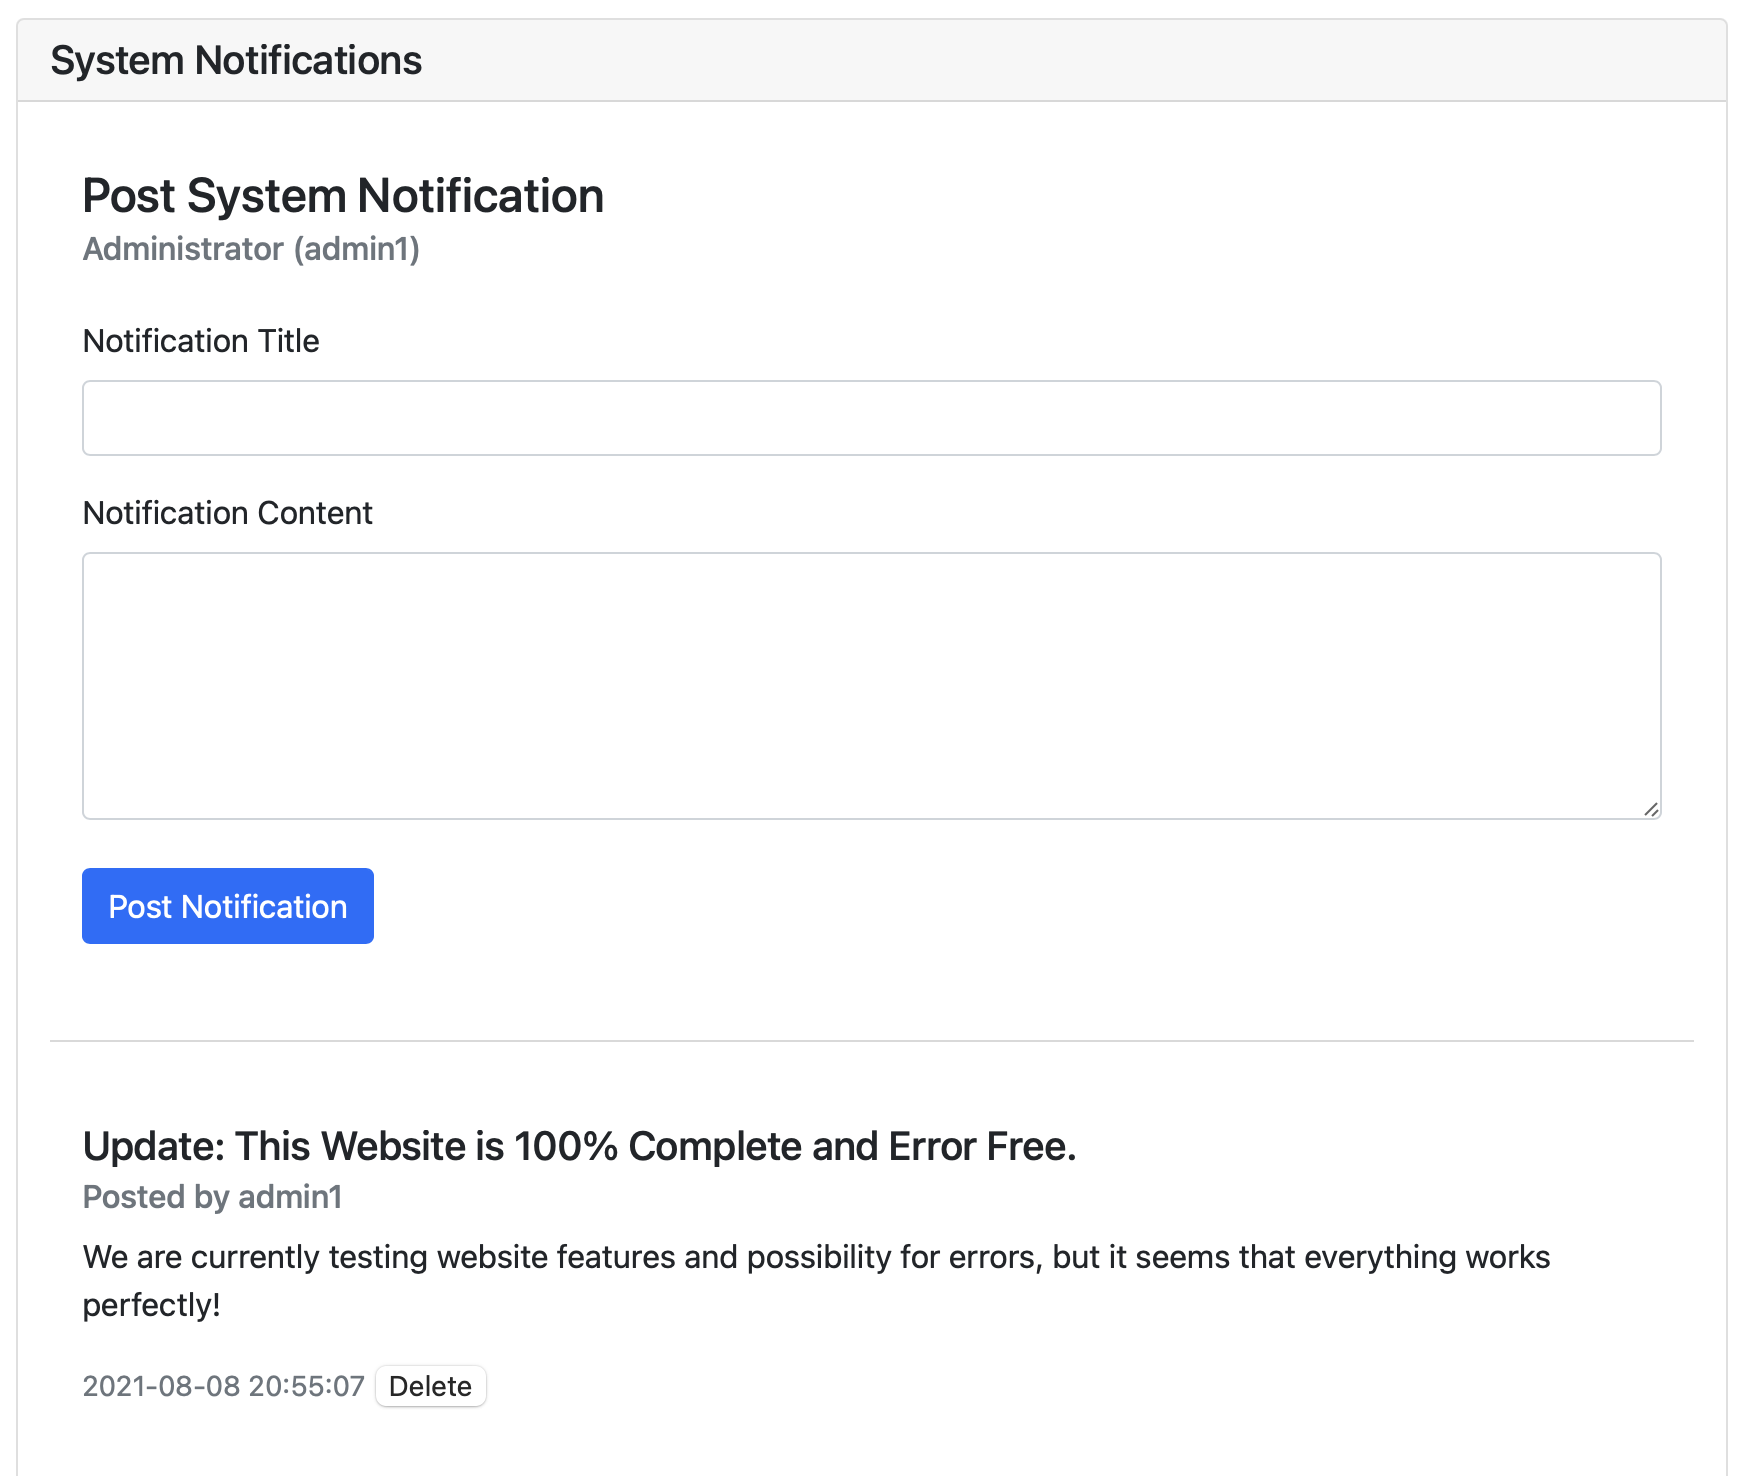 System Notifications
Post System Notification
Administrator (admin1)
Notification Title
Notification Content
Post Notification
Update: This Website is 100% Complete and Error Free.
Posted by admin1
We are currently testing website features and possibility for errors, but it seems that everything works
perfectly!
2021-08-08 20:55:07 Delete